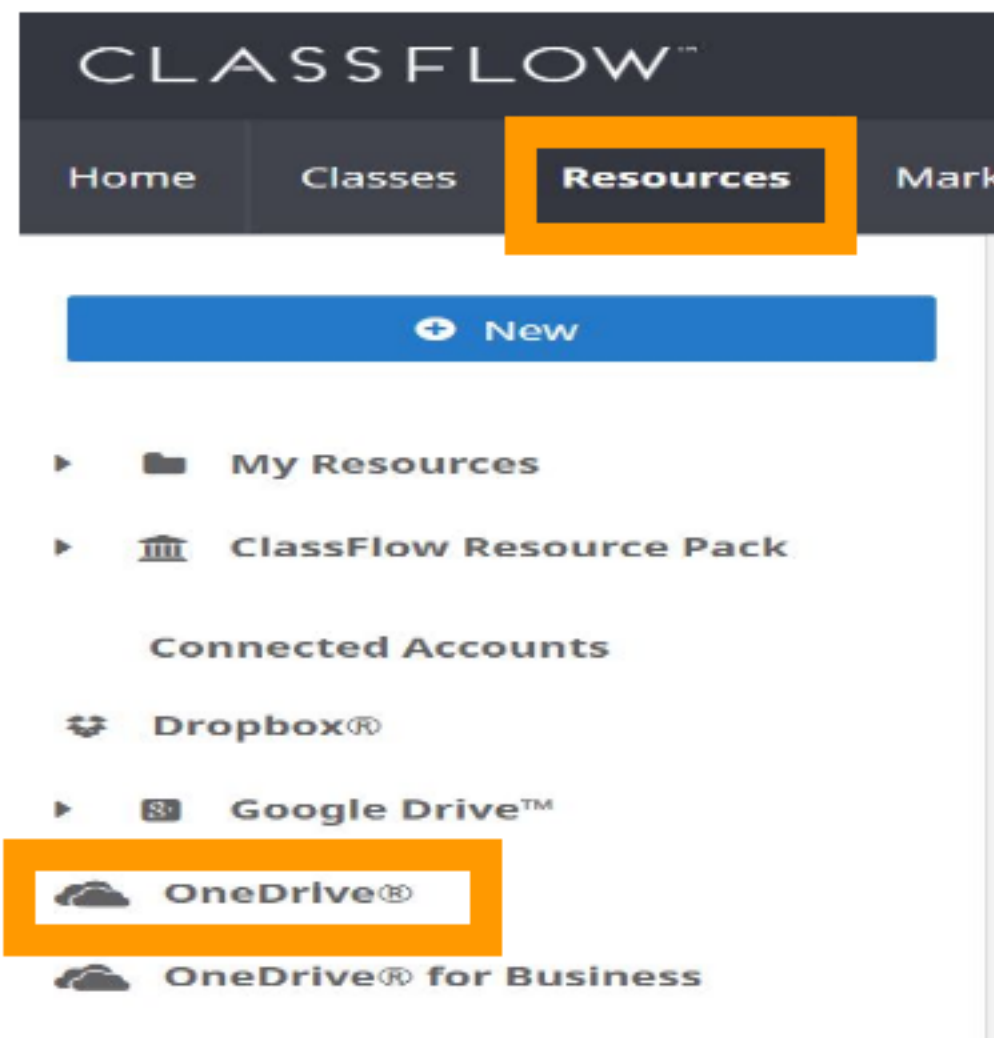 CLASSFLOW™
Home Classes Resources Mark
New
My Resources
ClassFlow Resource Pack
Connected Accounts
Dropbox®
Google Drive™
OneDrive®
OneDrive® for Business